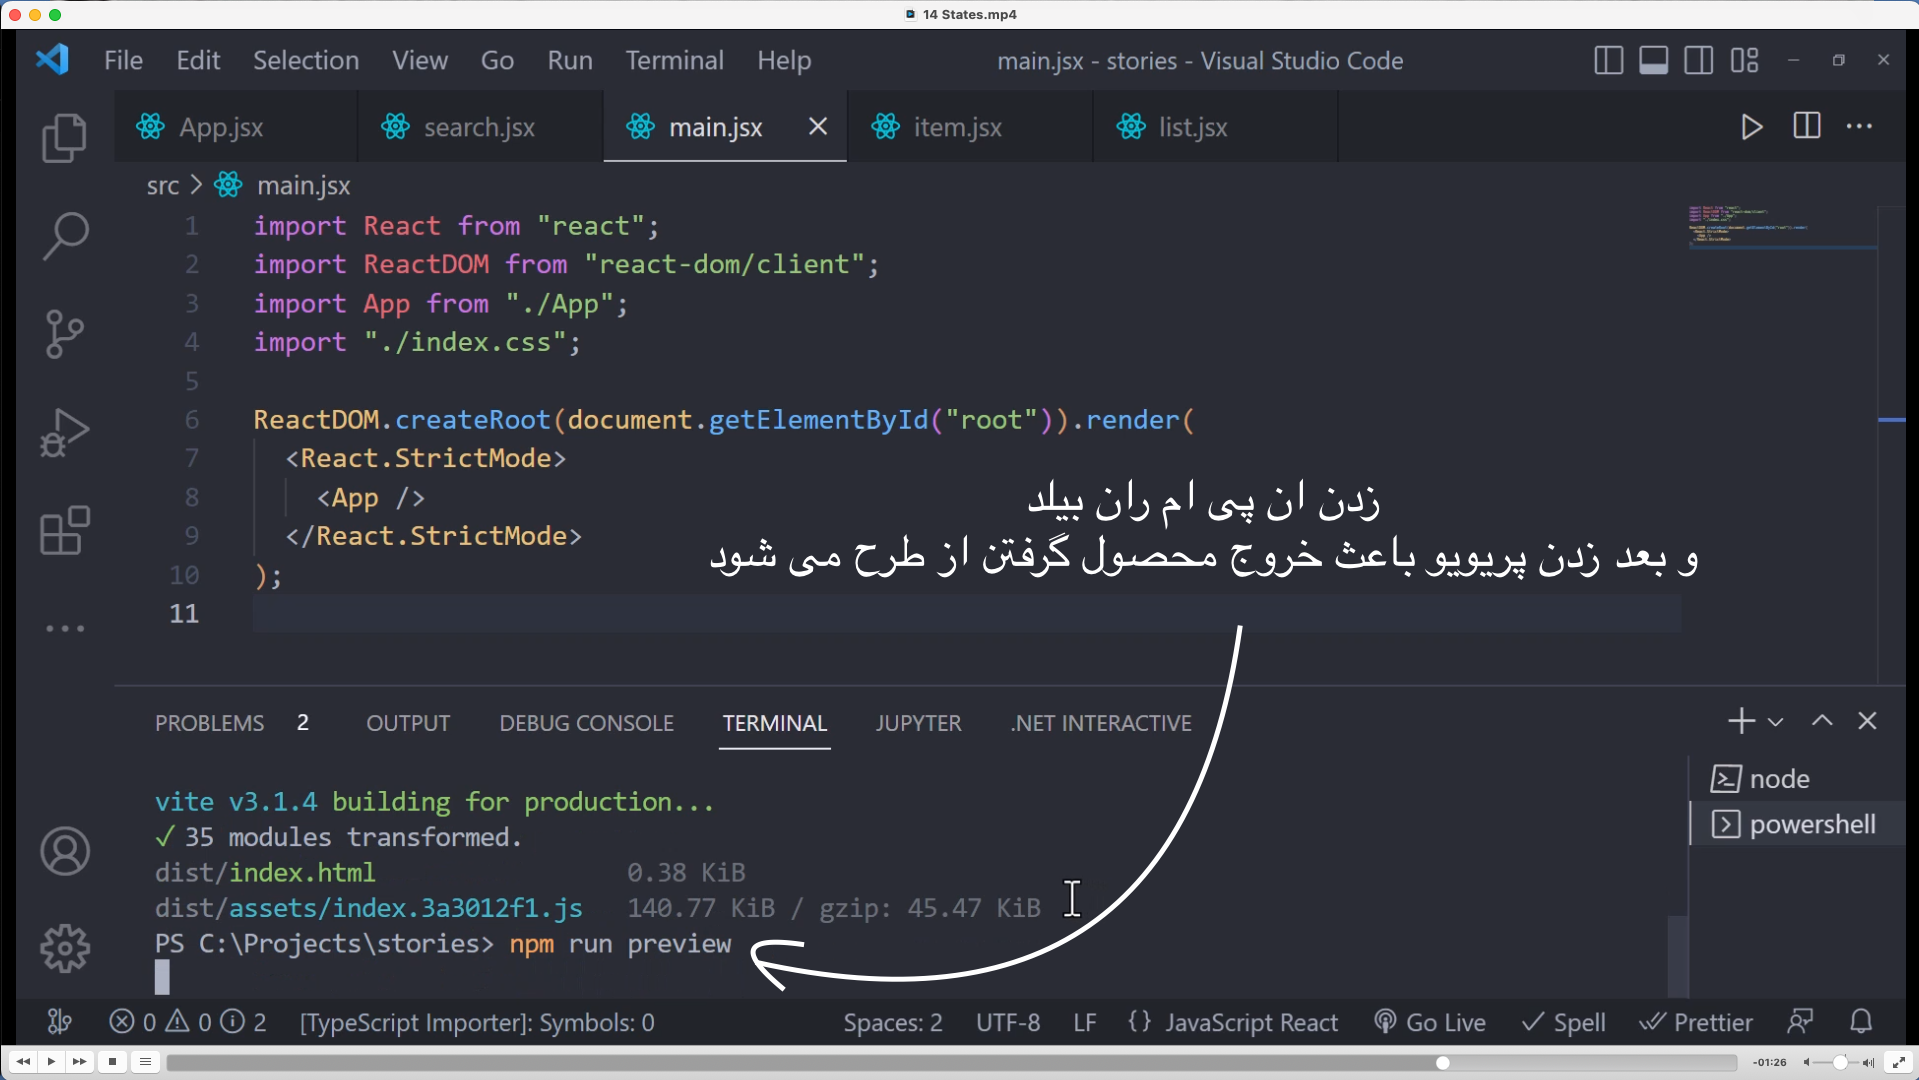 14 States.mp4
File Edit Selection View Go Run Terminal Help main.jsx - stories - Visual Studio Code
App.jsx search.jsx main.jsx item.jsx list.jsx
src > main.jsx
1 import React from "react";
2 import ReactDOM from "react-dom/client";
3 import App from "./App";
4 import "./index.css";
5
6 ReactDOM.createRoot(document.getElementById("root")).render(
7 <React.StrictMode>
8 <App />
9 </React.StrictMode>
10 );
11
زدن ان پی ام ران بیلد
و بعد زدن پریویو باعث خروج محصول گرفتن از طرح می شود
PROBLEMS 2 OUTPUT DEBUG CONSOLE TERMINAL JUPYTER .NET INTERACTIVE
vite v3.1.4 building for production...
✓ 35 modules transformed.
dist/index.html 0.38 KiB
dist/assets/index.3a3012f1.js 140.77 KiB / gzip: 45.47 KiB
PS C:\Projects\stories> npm run preview
node
powershell
0 0 2 [TypeScript Importer]: Symbols: 0 Spaces: 2 UTF-8 LF {} JavaScript React Go Live Spell Prettier
-01:26